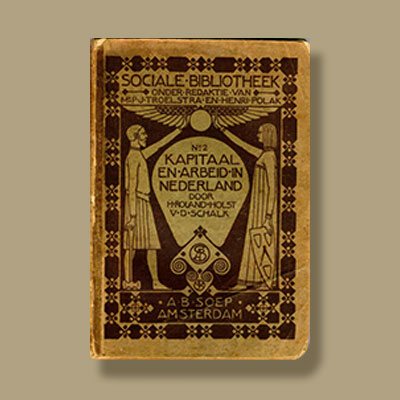 SOCIALE·BIBLIOTHEEK
ONDER·REDAKTIE·VAN
MR·P·J·TROELSTRA·EN·HENRI·POLAK
No 2
KAPITAAL
EN·ARBEID·IN
NEDERLAND
DOOR
H·ROLAND·HOLST
V·D·SCHALK
·A·B·SOEP·
AMSTERDAM